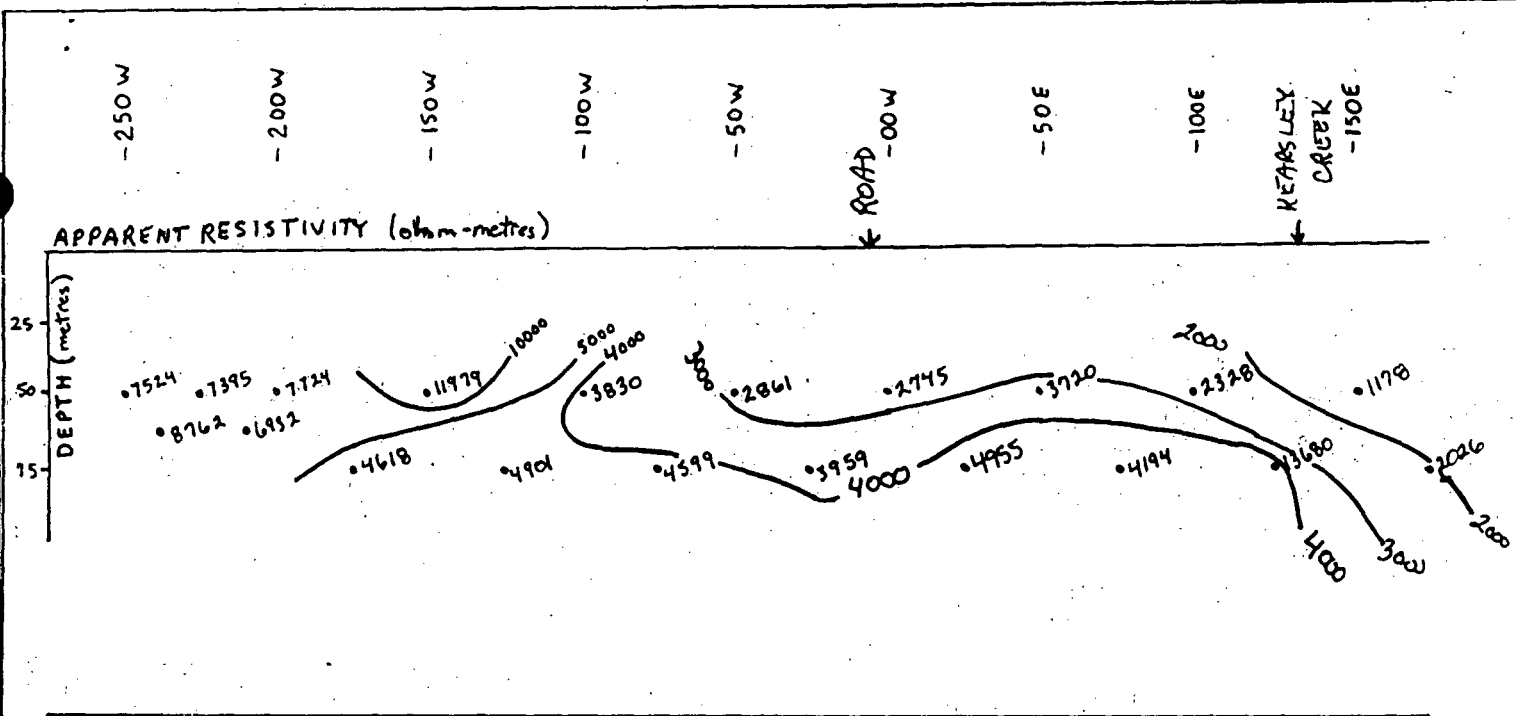 -250W -200W -150W -100W -50W -00W -50E -100E -150E
ROAD
KEARSLEY
CREEK
APPARENT RESISTIVITY (ohm-metres)
DEPTH (metres)
25
10000 5000 4000 2000
50 7524 7395 7724 11979 3830 2861 2745 3720 2328 1178
8762 6932
75 4618 4901 4599 3959 4955 4194 3680 2026
4000
4000 3000 2000